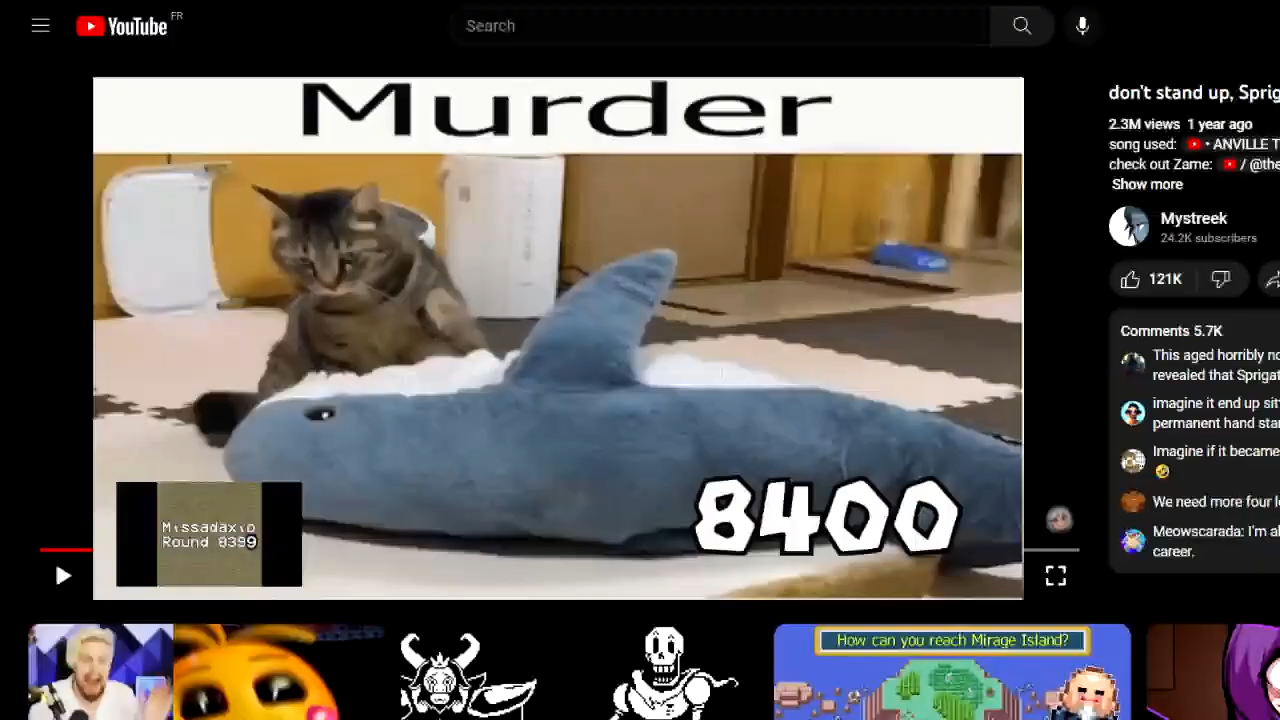 YouTube FR
Search
Murder
8400
Missadaxio
Round 8399
don't stand up, Sprig
2.3M views 1 year ago
song used: • ANVILLE T
check out Zame: / @the
Show more
Mystreek
24.2K subscribers
121K
Comments 5.7K
This aged horribly no
revealed that Sprigat
imagine it end up sit
permanent hand sta
Imagine if it became
We need more four l
Meowscarada: I'm al
career.
How can you reach Mirage Island?